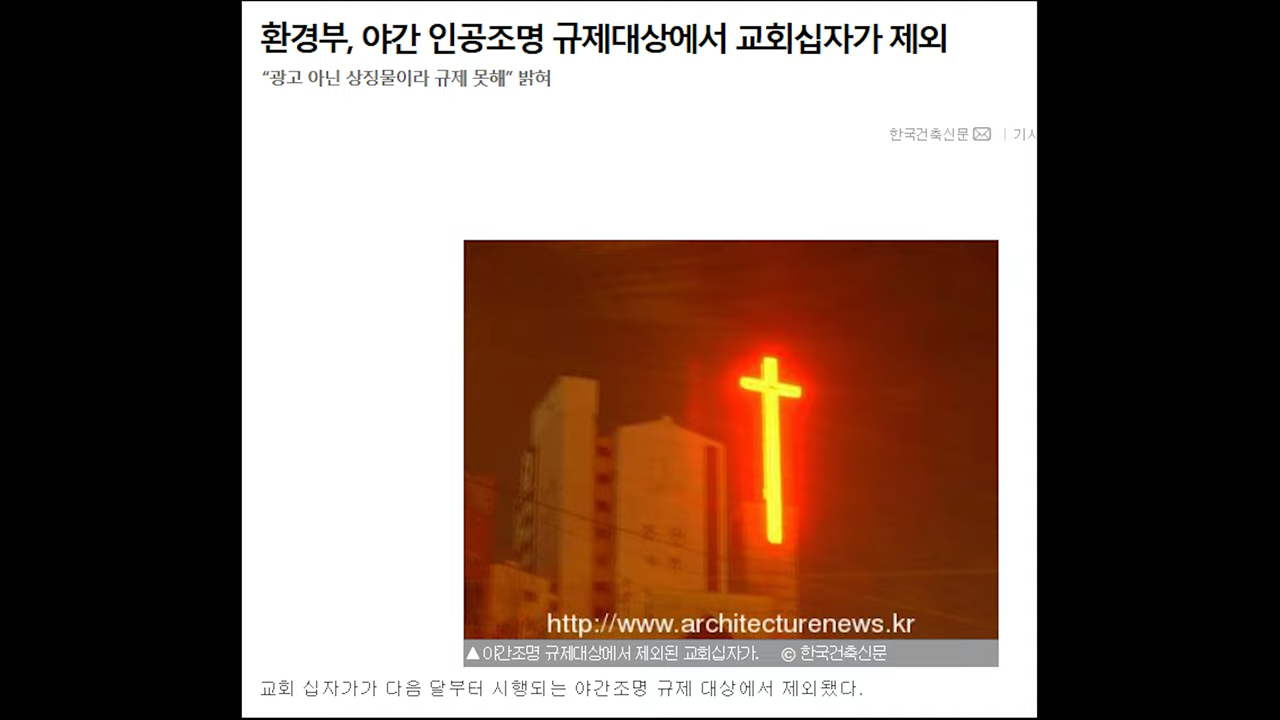 환경부, 야간 인공조명 규제대상에서 교회십자가 제외
“광고 아닌 상징물이라 규제 못해” 밝혀
한국건축신문 | 기사
http://www.architecturenews.kr
▲ 야간조명 규제대상에서 제외된 교회십자가. © 한국건축신문
교회 십자가가 다음 달부터 시행되는 야간조명 규제 대상에서 제외됐다.